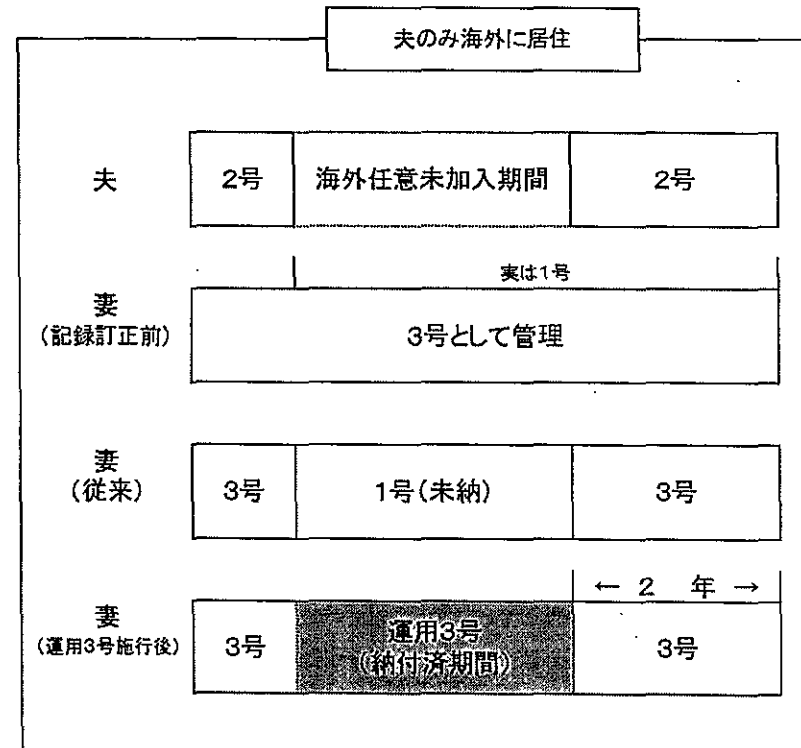 夫のみ海外に居住
夫
2号
海外任意未加入期間
2号
実は1号
妻
(記録訂正前)
3号として管理
妻
(従来)
3号
1号(未納)
3号
← 2 年 →
妻
(運用3号施行後)
3号
運用3号
(納付済期間)
3号